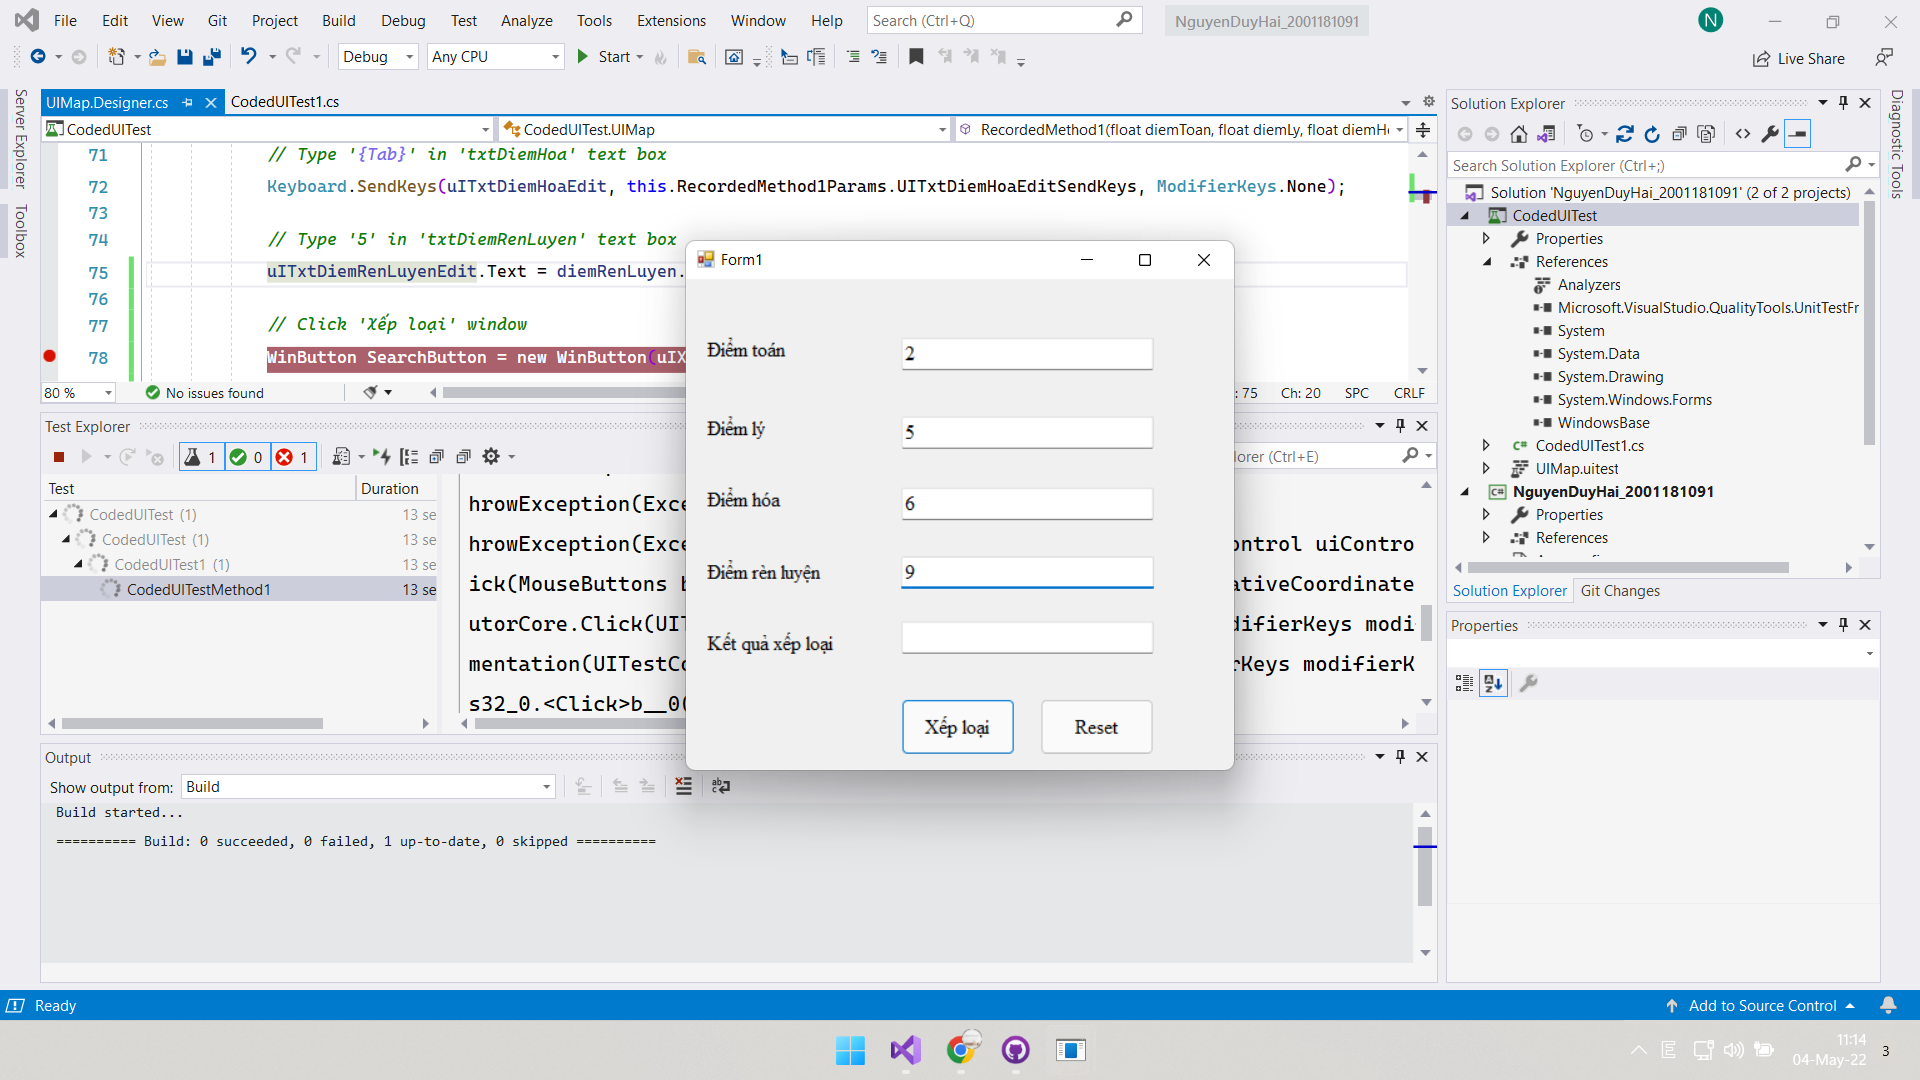 File Edit View Git Project Build Debug Test Analyze Tools Extensions Window Help Search (Ctrl+Q) NguyenDuyHai_2001181091 N
Debug Any CPU Start Live Share
Server Explorer
Toolbox
UIMap.Designer.cs CodedUITest1.cs
CodedUITest CodedUITest.UIMap RecordedMethod1(float diemToan, float diemLy, float diemH
71 // Type '{Tab}' in 'txtDiemHoa' text box
72 Keyboard.SendKeys(uITxtDiemHoaEdit, this.RecordedMethod1Params.UITxtDiemHoaEditSendKeys, ModifierKeys.None);
73
74 // Type '5' in 'txtDiemRenLuyen' text box
75 uITxtDiemRenLuyenEdit.Text = diemRenLuyen.
76
77 // Click 'Xếp loại' window
78 WinButton SearchButton = new WinButton(uIX
80 % No issues found : 75 Ch: 20 SPC CRLF
Test Explorer
1 0 1 orer (Ctrl+E)
Test Duration
CodedUITest (1) 13 se
CodedUITest (1) 13 se
CodedUITest1 (1) 13 se
CodedUITestMethod1 13 se
hrowException(Exce
hrowException(Exce ontrol uiContro
ick(MouseButtons b ativeCoordinate
utorCore.Click(UIT difierKeys modi
mentation(UITestCo rKeys modifierK
s32_0.<Click>b__0(
Form1
Điểm toán 2
Điểm lý 5
Điểm hóa 6
Điểm rèn luyện 9
Kết quả xếp loại
Xếp loại Reset
Output
Show output from: Build
Build started...
========== Build: 0 succeeded, 0 failed, 1 up-to-date, 0 skipped ==========
Solution Explorer
Search Solution Explorer (Ctrl+;)
Solution 'NguyenDuyHai_2001181091' (2 of 2 projects)
CodedUITest
Properties
References
Analyzers
Microsoft.VisualStudio.QualityTools.UnitTestFr
System
System.Data
System.Drawing
System.Windows.Forms
WindowsBase
CodedUITest1.cs
UIMap.uitest
NguyenDuyHai_2001181091
Properties
References
Solution Explorer Git Changes
Properties
Diagnostic Tools
Ready Add to Source Control
11:14
04-May-22 3